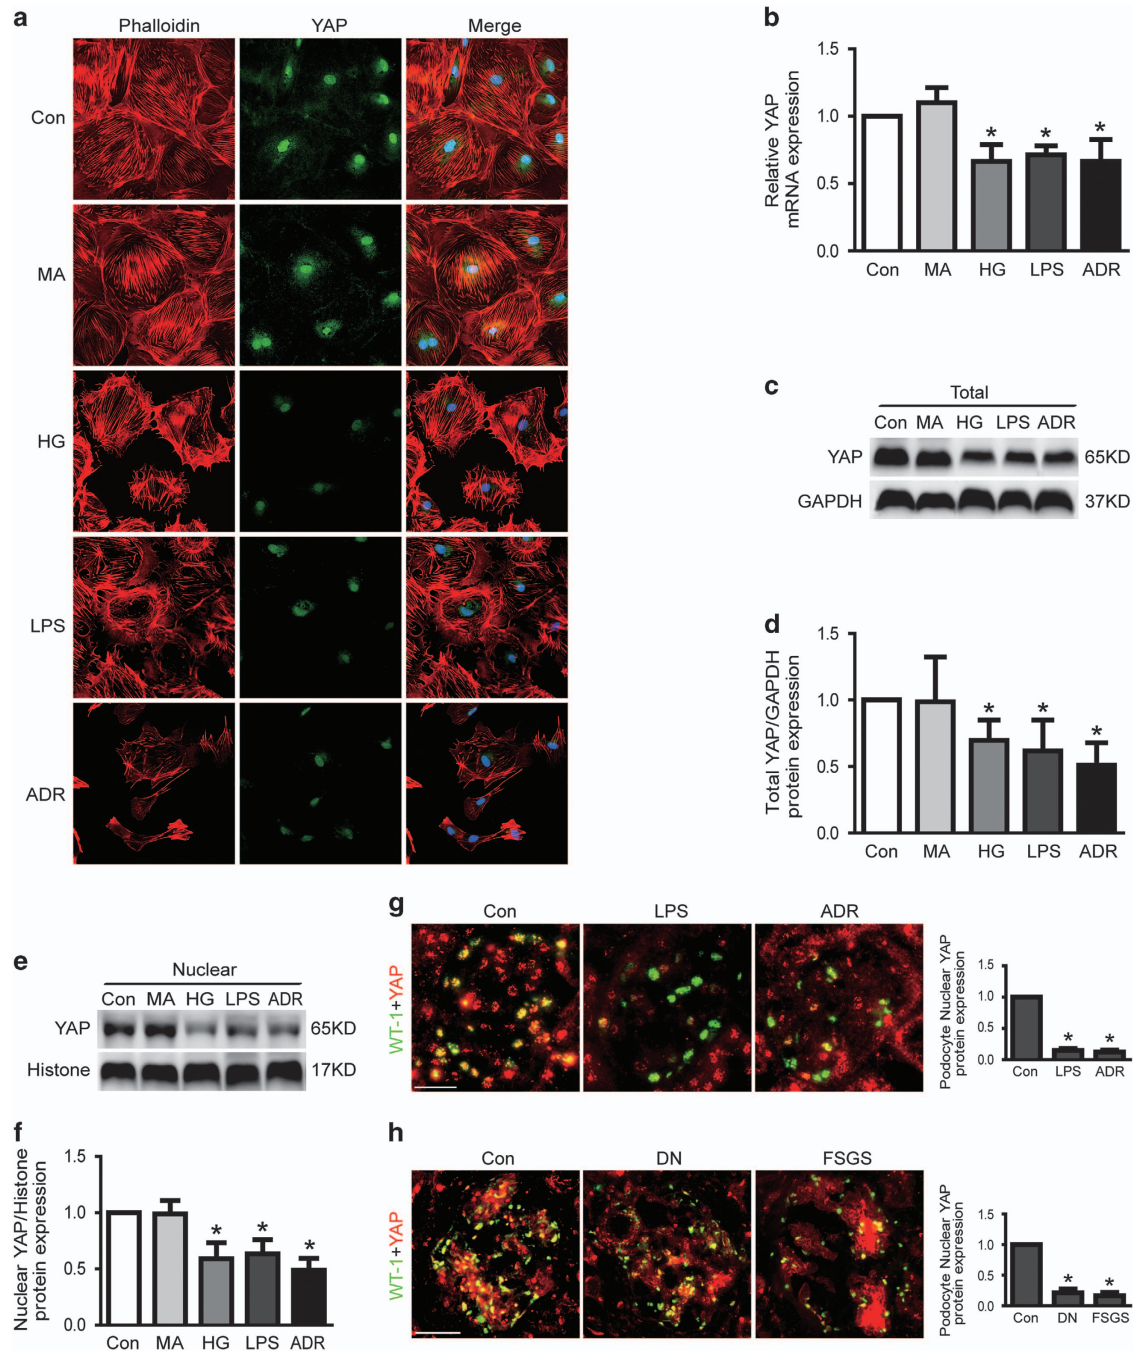 a
Phalloidin YAP Merge
Con
MA
HG
LPS
ADR
b
Relative YAP
mRNA expression
1.5
1.0
0.5
0.0
* * *
Con MA HG LPS ADR
c
Total
Con MA HG LPS ADR
YAP 65KD
GAPDH 37KD
d
Total YAP/GAPDH
protein expression
1.5
1.0
0.5
0.0
* * *
Con MA HG LPS ADR
e
Nuclear
Con MA HG LPS ADR
YAP 65KD
Histone 17KD
f
Nuclear YAP/Histone
protein expression
1.5
1.0
0.5
0.0
* * *
Con MA HG LPS ADR
g
Con LPS ADR
WT-1+YAP
Podocyte Nuclear YAP
protein expression
1.5
1.0
0.5
0.0
* *
Con LPS ADR
h
Con DN FSGS
WT-1+YAP
Podocyte Nuclear YAP
protein expression
1.5
1.0
0.5
0.0
* *
Con DN FSGS